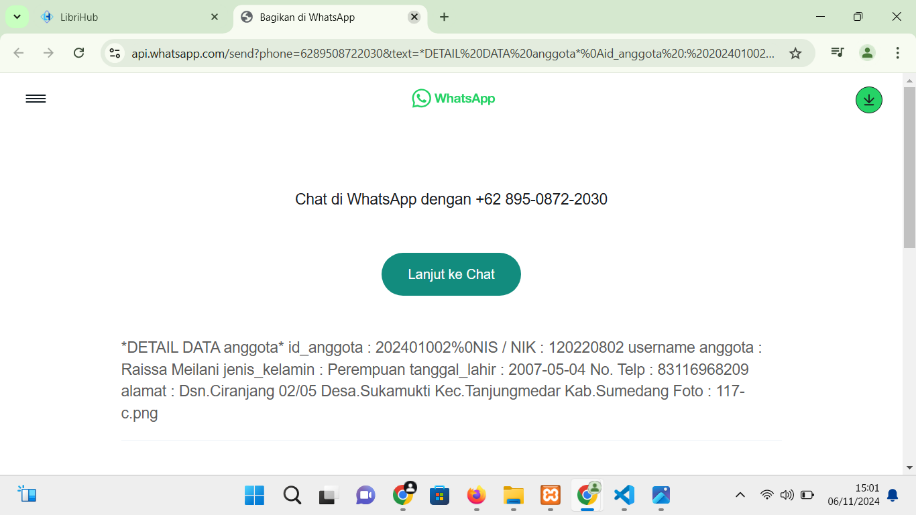 LibriHub
Bagikan di WhatsApp
api.whatsapp.com/send?phone=6289508722030&text=*DETAIL%20DATA%20anggota*%0Aid_anggota%20:%20202401002...
WhatsApp
Chat di WhatsApp dengan +62 895-0872-2030
Lanjut ke Chat
*DETAIL DATA anggota* id_anggota : 202401002%0NIS / NIK : 120220802 username anggota :
Raissa Meilani jenis_kelamin : Perempuan tanggal_lahir : 2007-05-04 No. Telp : 83116968209
alamat : Dsn.Ciranjang 02/05 Desa.Sukamukti Kec.Tanjungmedar Kab.Sumedang Foto : 117-
c.png
15:01
06/11/2024